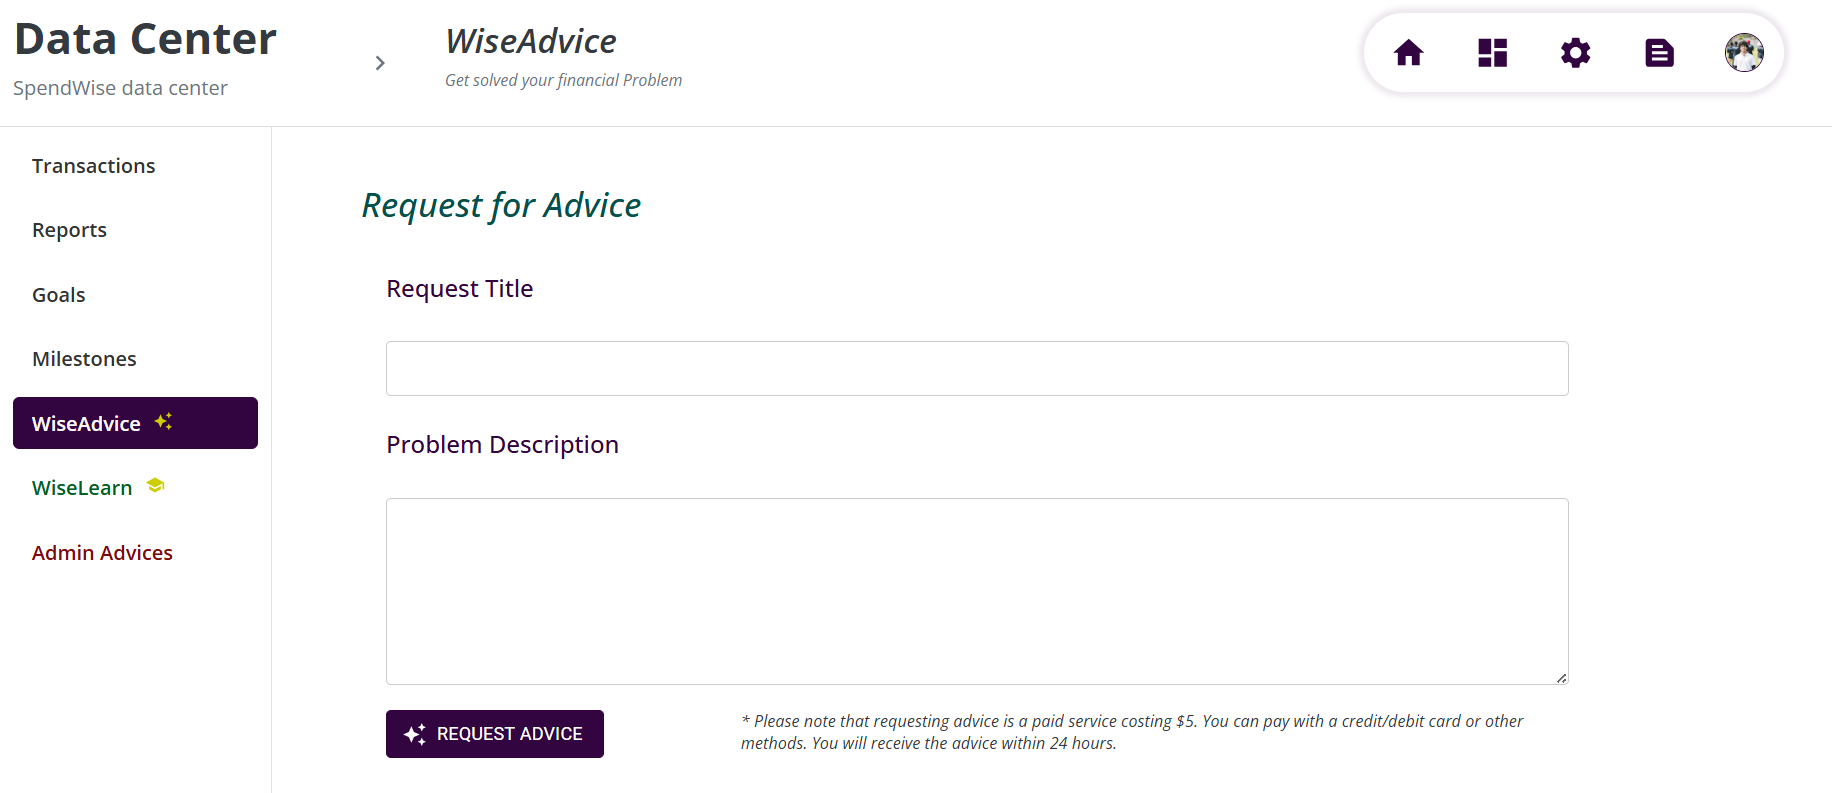 Data Center
SpendWise data center
WiseAdvice
Get solved your financial Problem
Transactions
Reports
Goals
Milestones
WiseAdvice
WiseLearn
Admin Advices
Request for Advice
Request Title
Problem Description
REQUEST ADVICE
* Please note that requesting advice is a paid service costing $5. You can pay with a credit/debit card or other
methods. You will receive the advice within 24 hours.